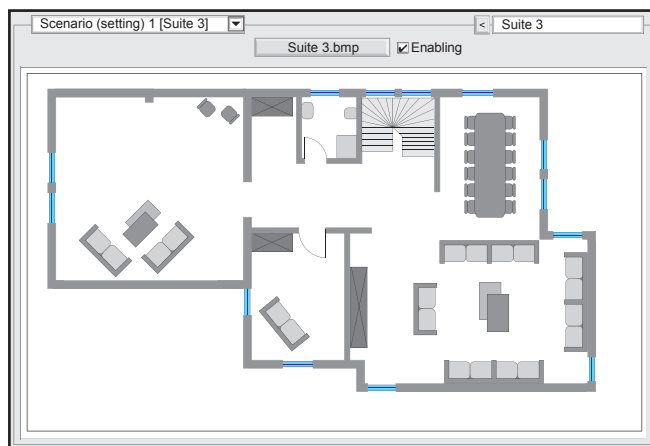 Scenario (setting) 1 [Suite 3]
< Suite 3
Suite 3.bmp Enabling